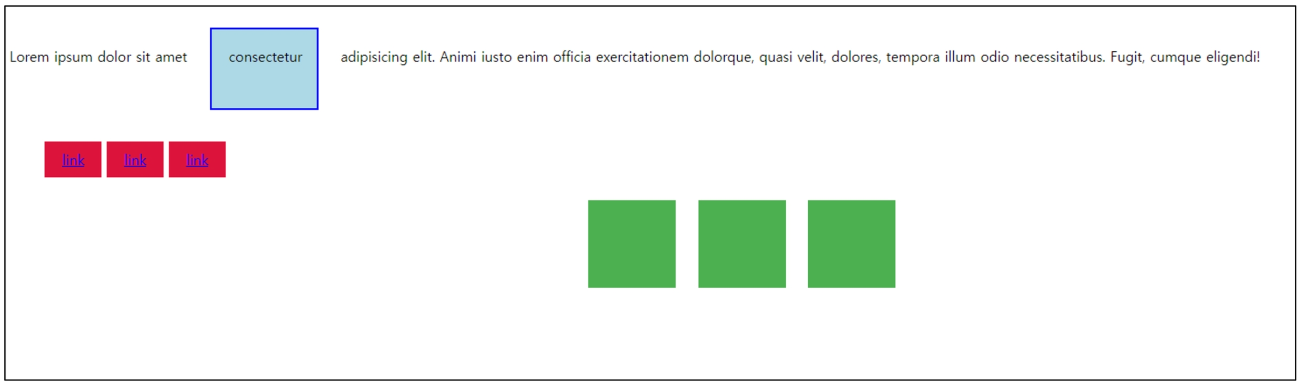 Lorem ipsum dolor sit amet consectetur adipisicing elit. Animi iusto enim officia exercitationem dolorque, quasi velit, dolores, tempora illum odio necessitatibus. Fugit, cumque eligendi!
link link link